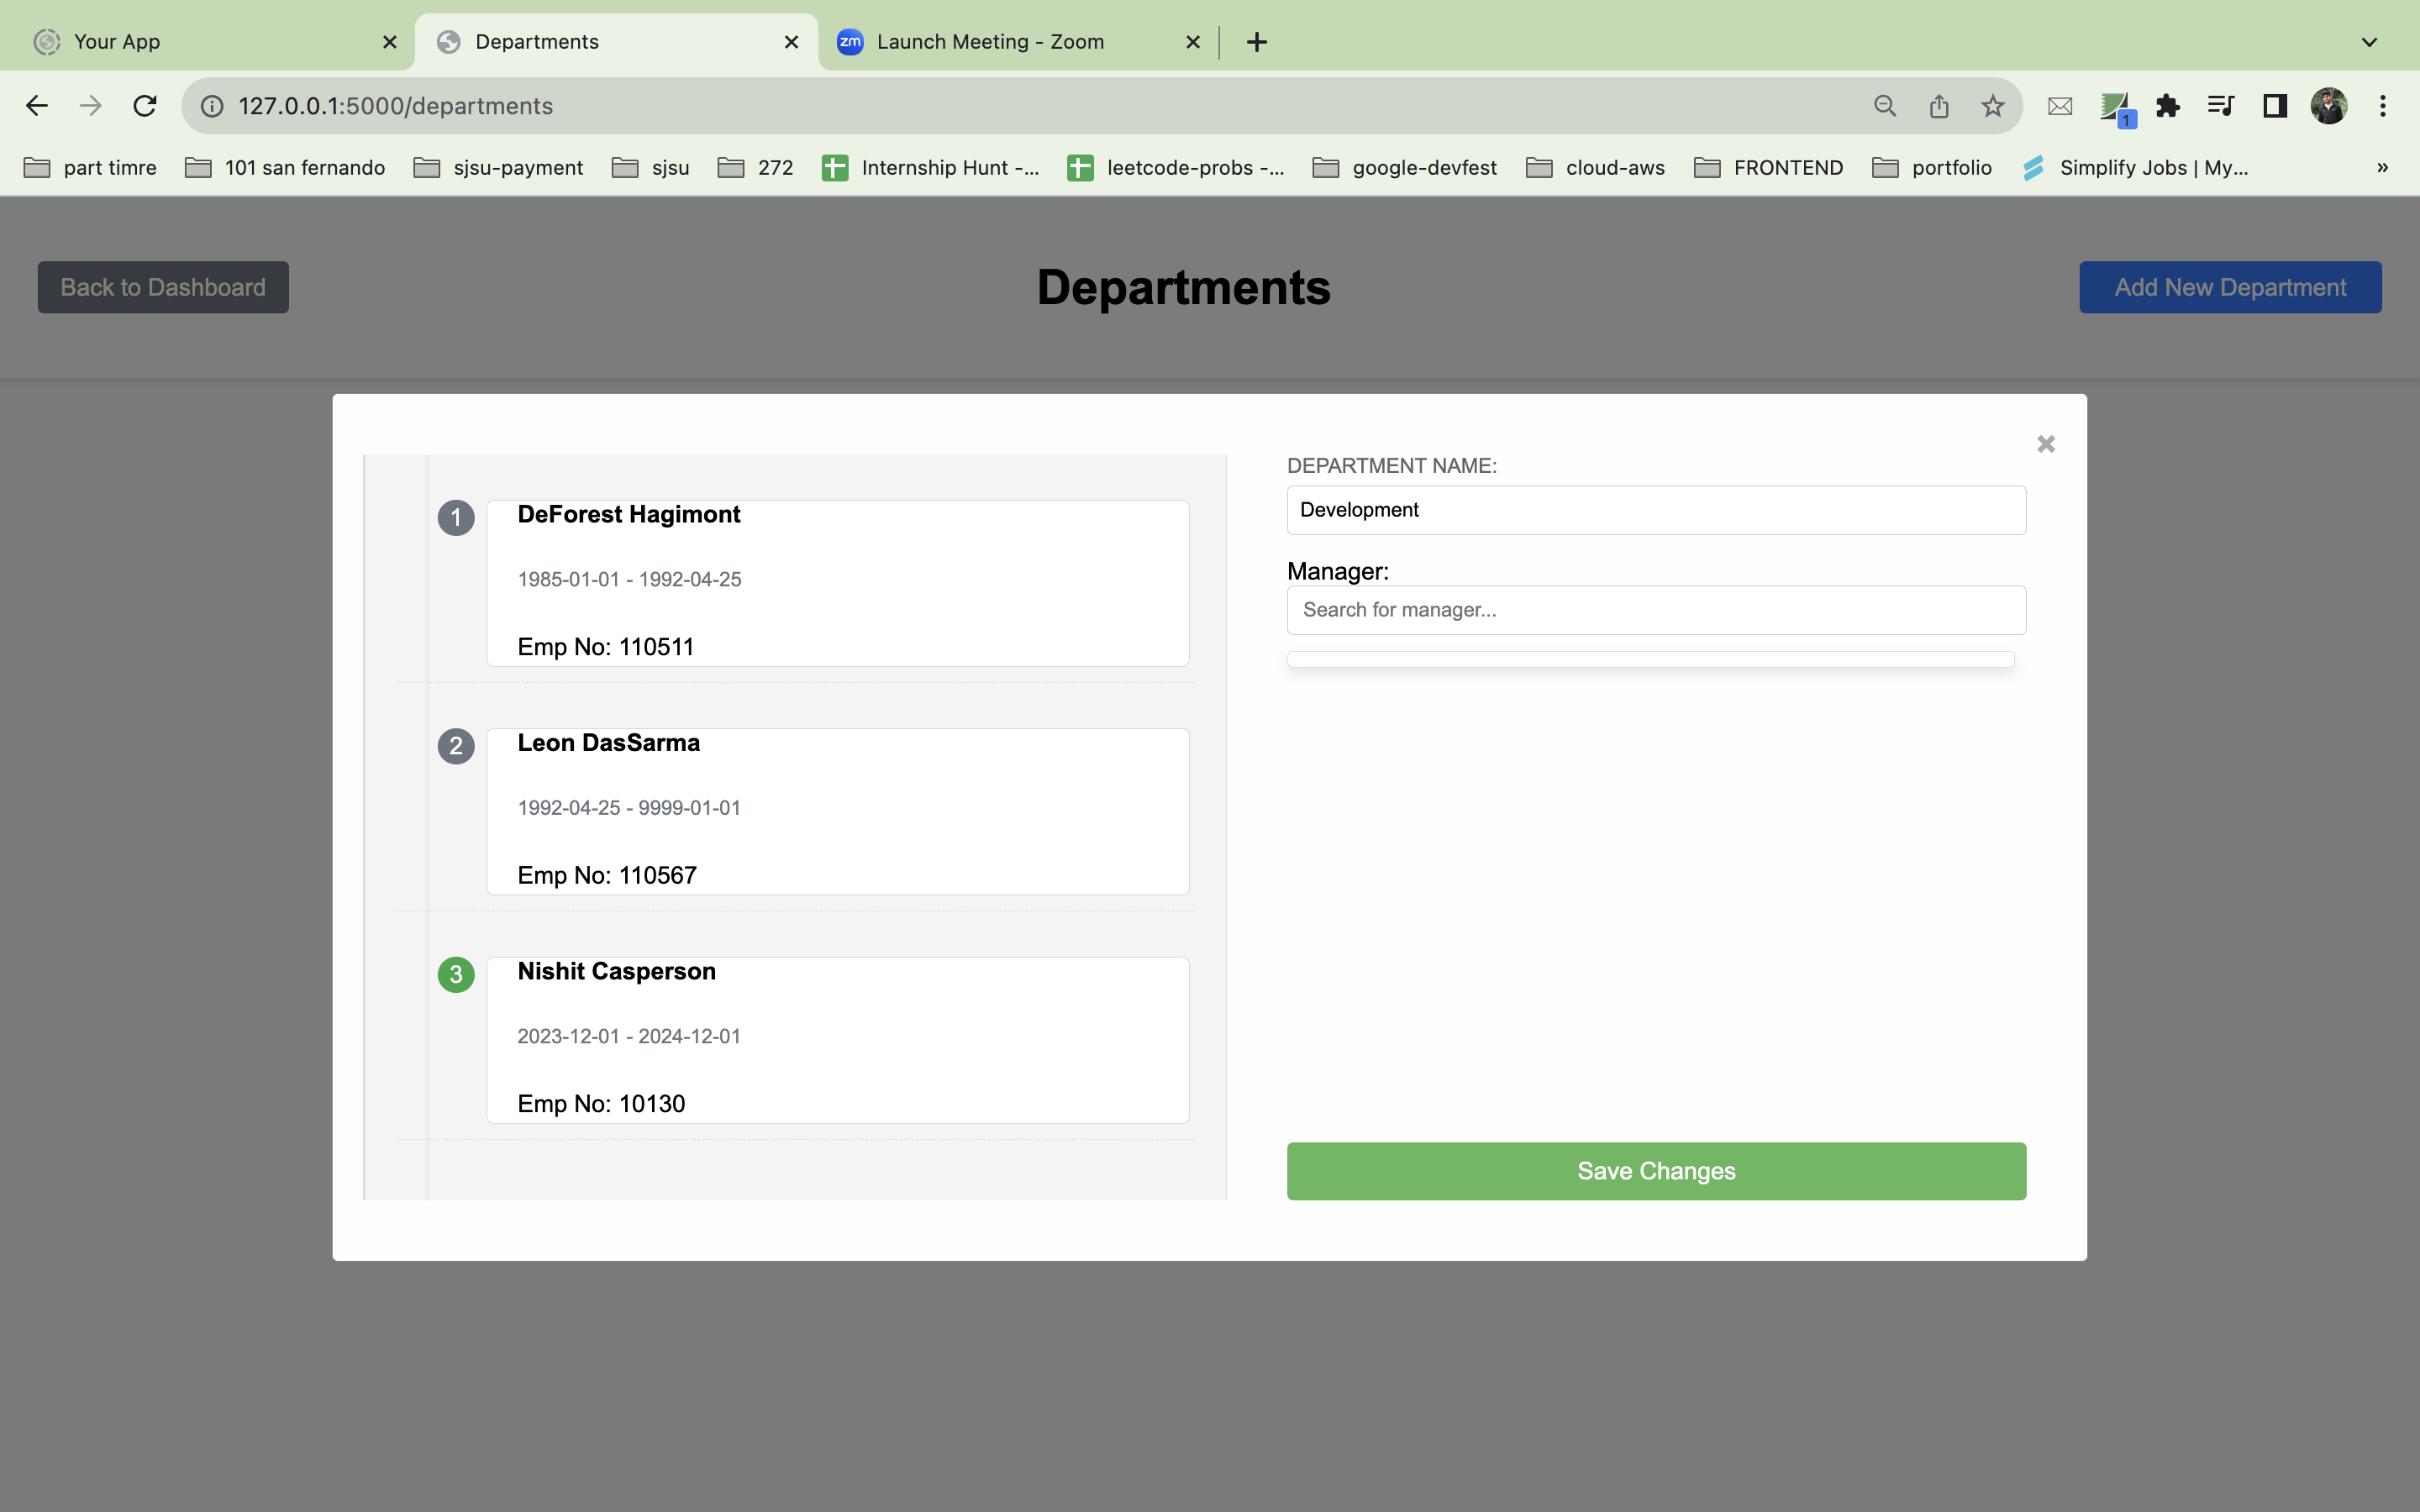 Your App
Departments
zm Launch Meeting - Zoom
127.0.0.1:5000/departments
1
part timre
101 san fernando
sjsu-payment
sjsu
272
Internship Hunt -...
leetcode-probs -...
google-devfest
cloud-aws
FRONTEND
portfolio
Simplify Jobs | My...
»
Back to Dashboard
Departments
Add New Department
1
DeForest Hagimont
1985-01-01 - 1992-04-25
Emp No: 110511
2
Leon DasSarma
1992-04-25 - 9999-01-01
Emp No: 110567
3
Nishit Casperson
2023-12-01 - 2024-12-01
Emp No: 10130
DEPARTMENT NAME:
Development
Manager:
Search for manager...
Save Changes